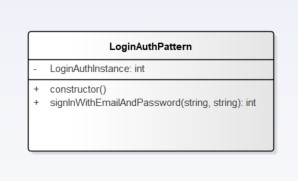 LoginAuthPattern
- LoginAuthInstance: int
+ constructor()
+ signInWithEmailAndPassword(string, string): int